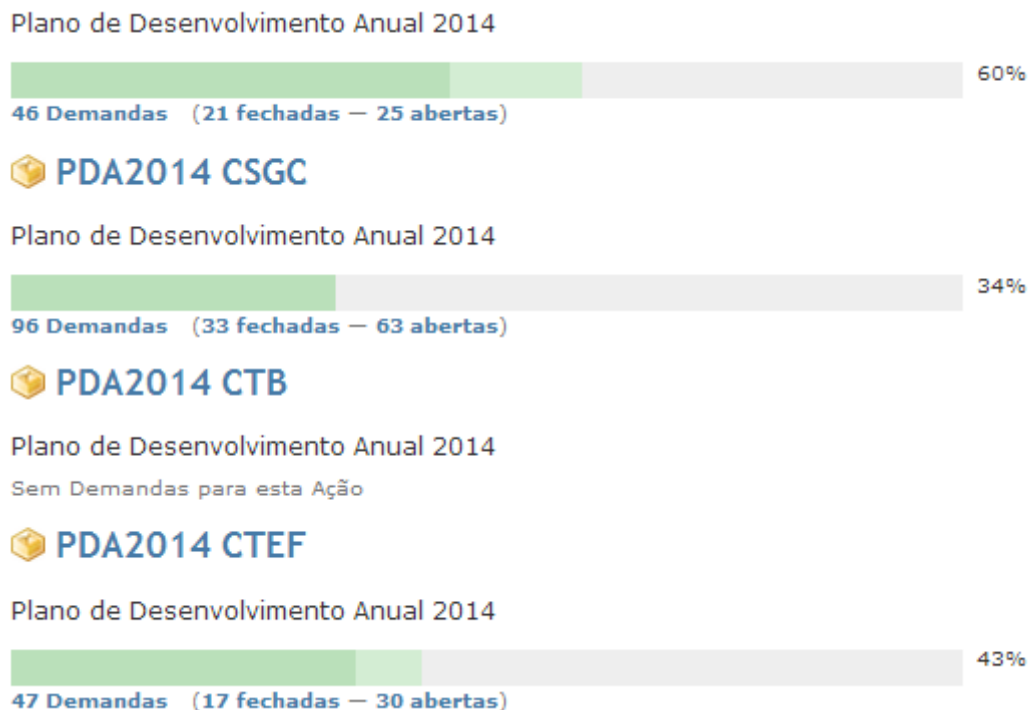 Plano de Desenvolvimento Anual 2014
60%
46 Demandas (21 fechadas — 25 abertas)
PDA2014 CSGC
Plano de Desenvolvimento Anual 2014
34%
96 Demandas (33 fechadas — 63 abertas)
PDA2014 CTB
Plano de Desenvolvimento Anual 2014
Sem Demandas para esta Ação
PDA2014 CTEF
Plano de Desenvolvimento Anual 2014
43%
47 Demandas (17 fechadas — 30 abertas)